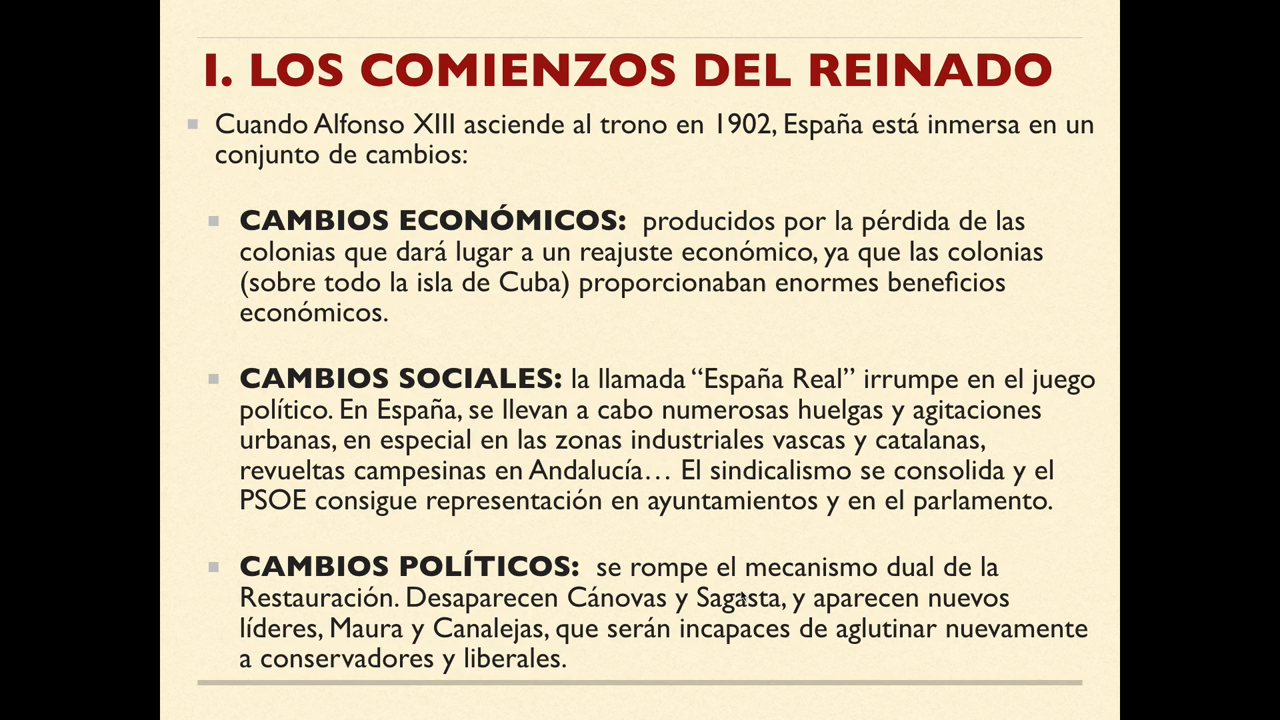 I. LOS COMIENZOS DEL REINADO
Cuando Alfonso XIII asciende al trono en 1902, España está inmersa en un
conjunto de cambios:
CAMBIOS ECONÓMICOS: producidos por la pérdida de las
colonias que dará lugar a un reajuste económico, ya que las colonias
(sobre todo la isla de Cuba) proporcionaban enormes beneficios
económicos.
CAMBIOS SOCIALES: la llamada “España Real” irrumpe en el juego
político. En España, se llevan a cabo numerosas huelgas y agitaciones
urbanas, en especial en las zonas industriales vascas y catalanas,
revueltas campesinas en Andalucía… El sindicalismo se consolida y el
PSOE consigue representación en ayuntamientos y en el parlamento.
CAMBIOS POLÍTICOS: se rompe el mecanismo dual de la
Restauración. Desaparecen Cánovas y Sagasta, y aparecen nuevos
líderes, Maura y Canalejas, que serán incapaces de aglutinar nuevamente
a conservadores y liberales.